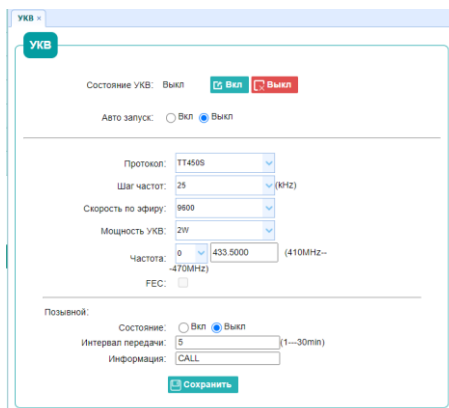 УКВ ×
УКВ
Состояние УКВ: Выкл Вкл Выкл
Авто запуск: Вкл Выкл
Протокол: TT450S
Шаг частот: 25 (kHz)
Скорость по эфиру: 9600
Мощность УКВ: 2W
Частота: 0 433.5000 (410MHz--
-470MHz)
FEC:
Позывной:
Состояние: Вкл Выкл
Интервал передачи: 5 (1---30min)
Информация: CALL
Сохранить